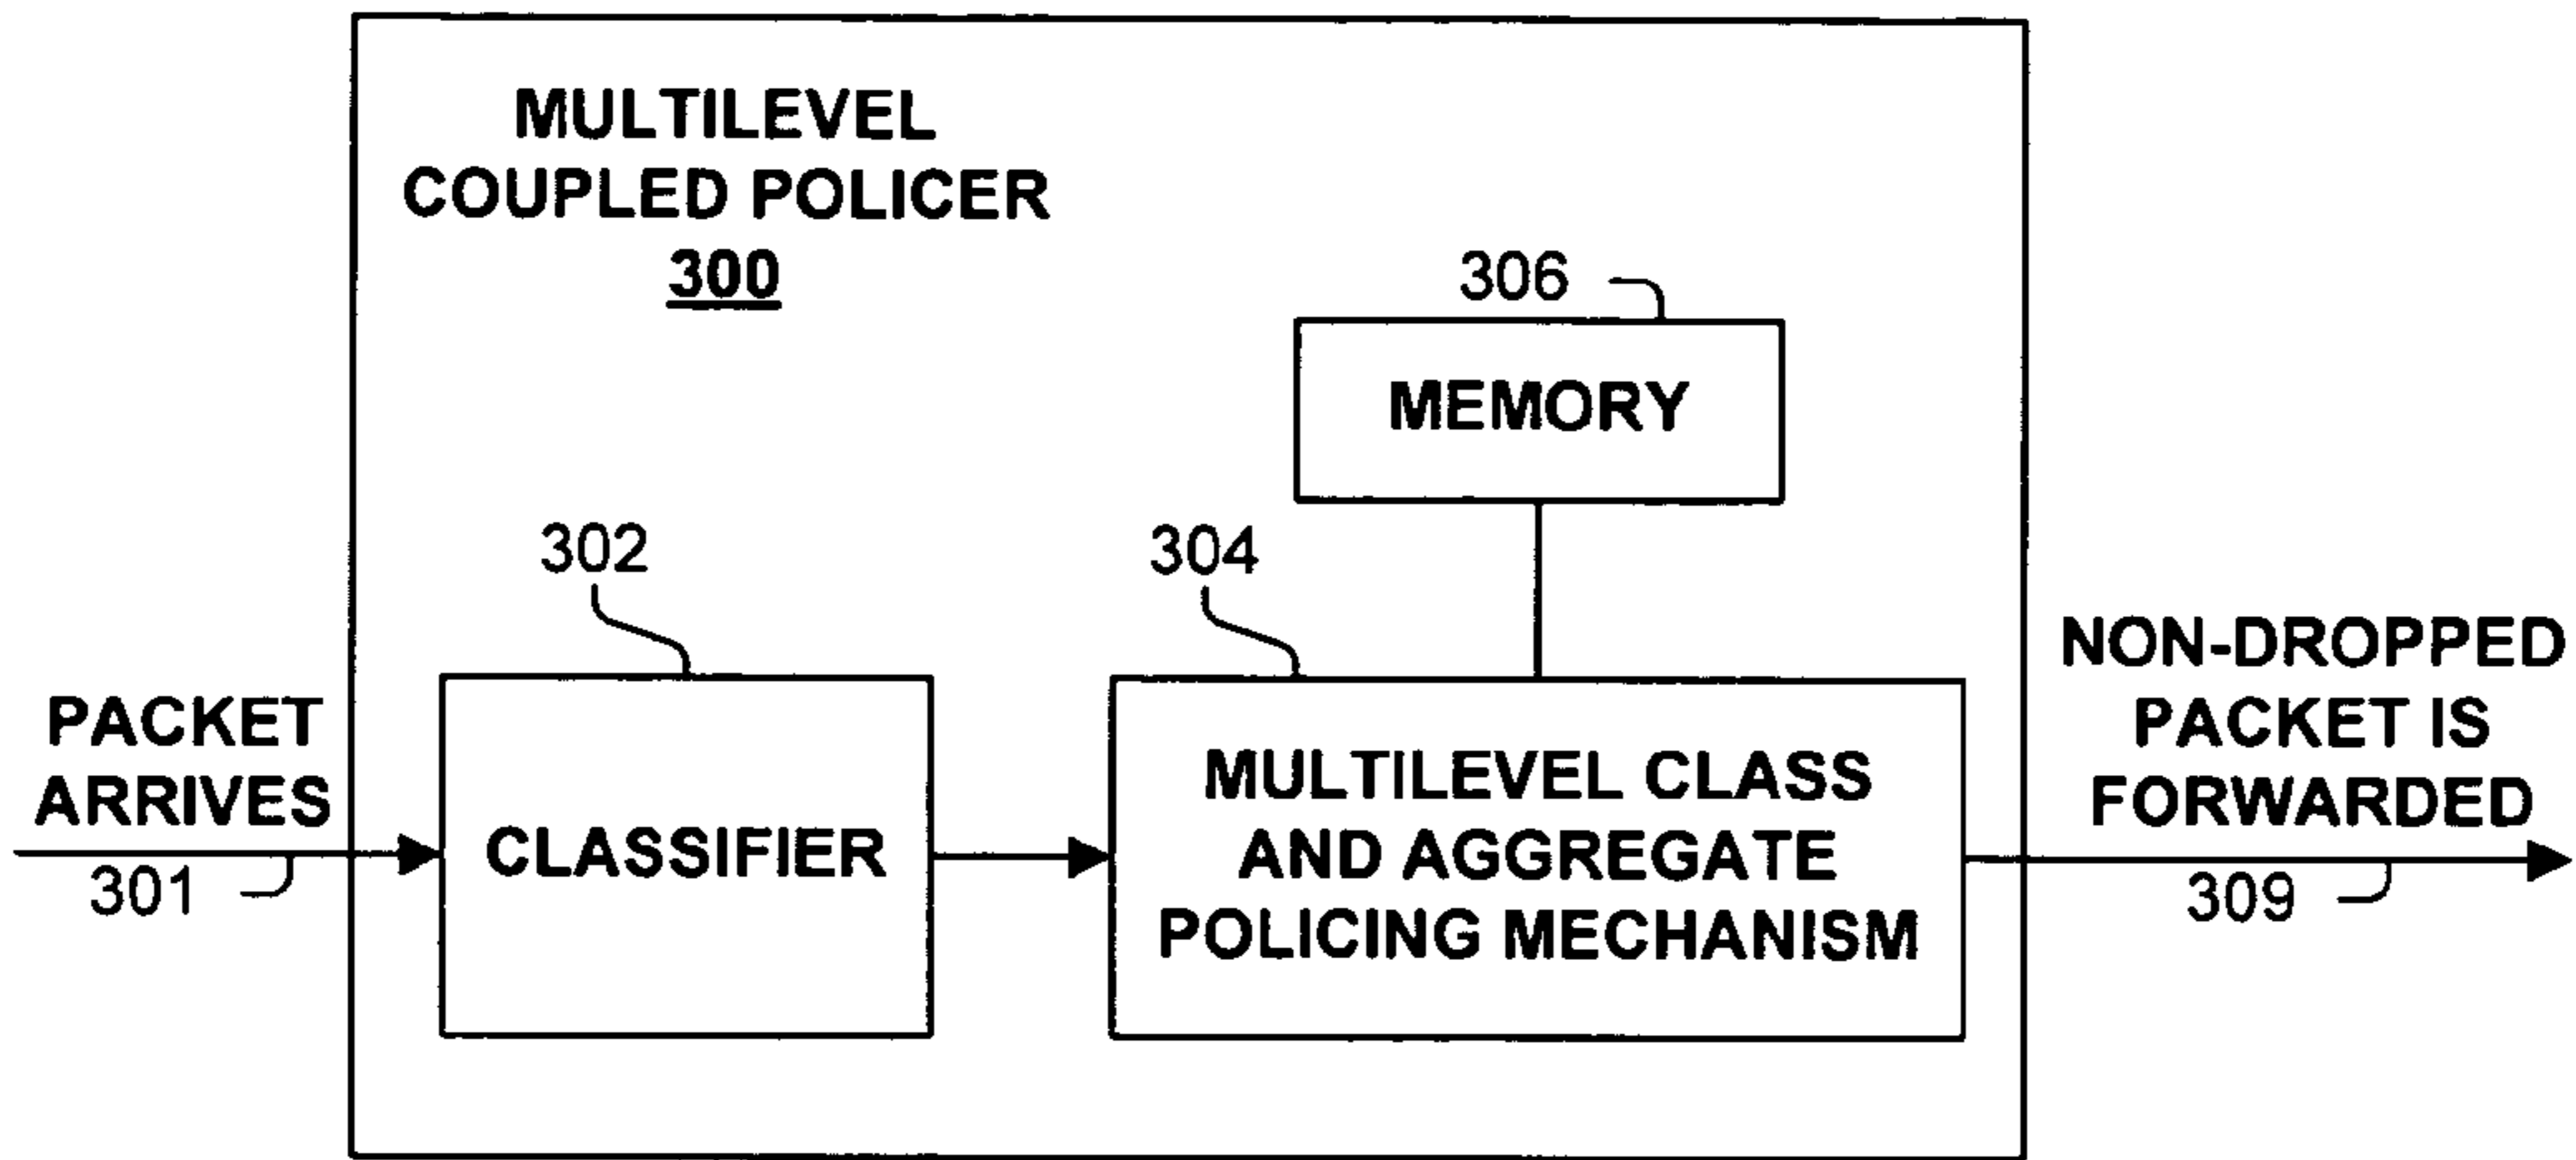 MULTILEVEL
COUPLED POLICER
300
306
MEMORY
302
304
PACKET
ARRIVES
301
CLASSIFIER
MULTILEVEL CLASS
AND AGGREGATE
POLICING MECHANISM
NON-DROPPED
PACKET IS
FORWARDED
309